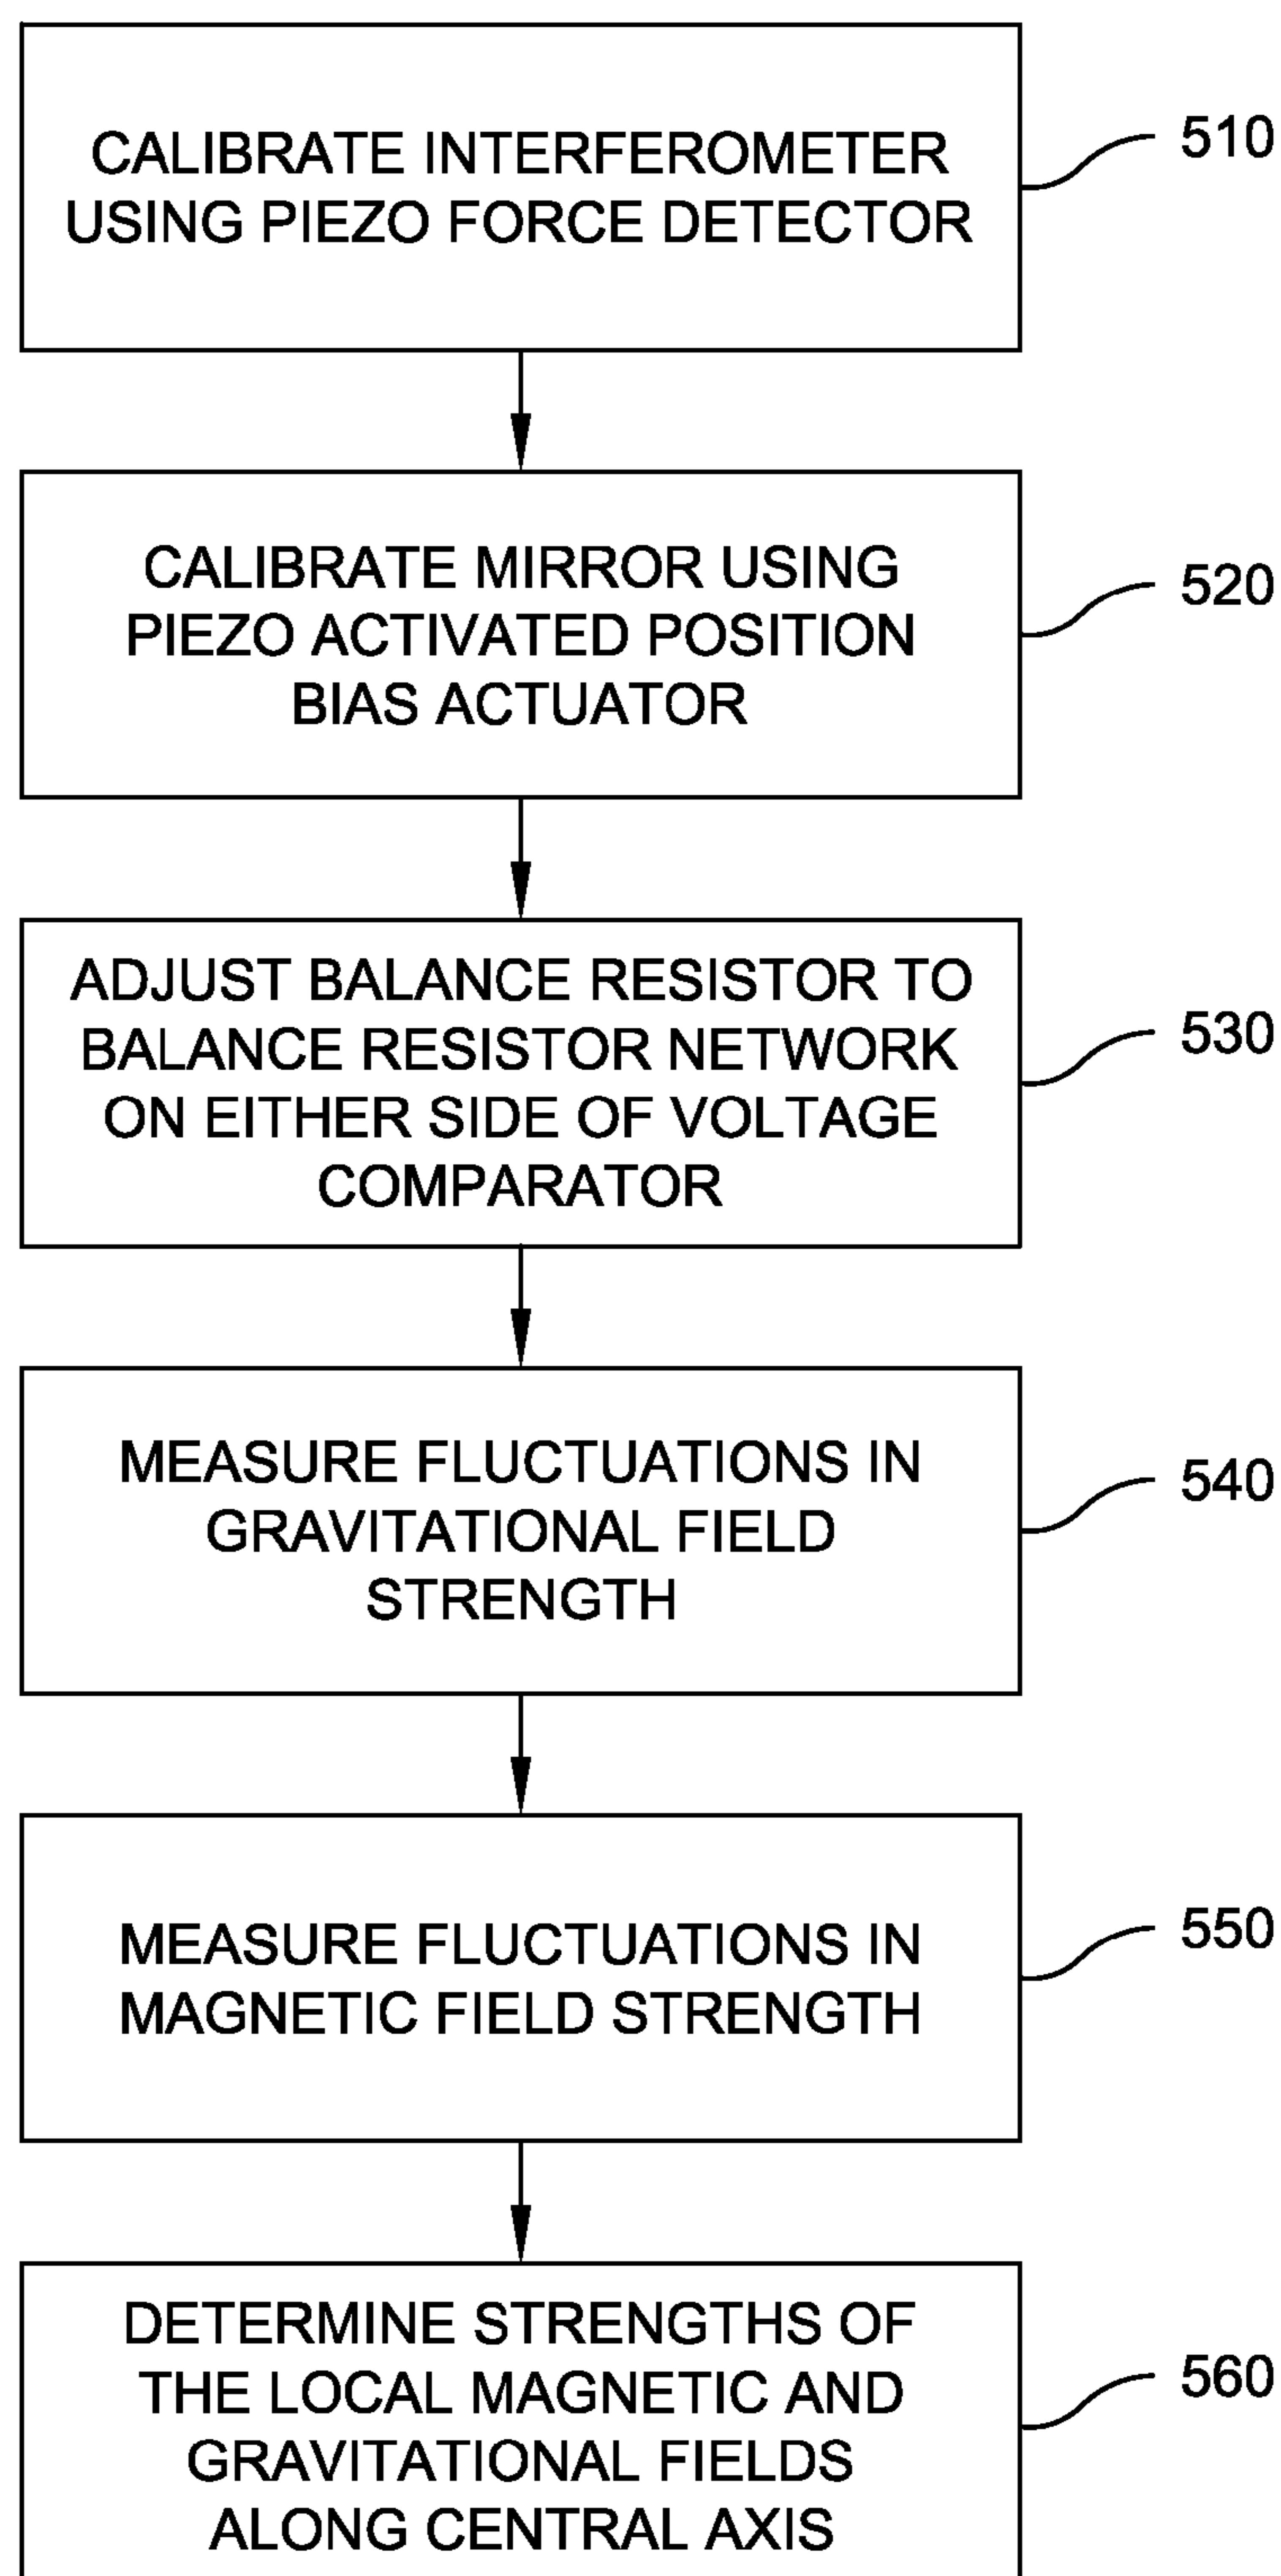 CALIBRATE INTERFEROMETER
USING PIEZO FORCE DETECTOR
510
CALIBRATE MIRROR USING
PIEZO ACTIVATED POSITION
BIAS ACTUATOR
520
ADJUST BALANCE RESISTOR TO
BALANCE RESISTOR NETWORK
ON EITHER SIDE OF VOLTAGE
COMPARATOR
530
MEASURE FLUCTUATIONS IN
GRAVITATIONAL FIELD
STRENGTH
540
MEASURE FLUCTUATIONS IN
MAGNETIC FIELD STRENGTH
550
DETERMINE STRENGTHS OF
THE LOCAL MAGNETIC AND
GRAVITATIONAL FIELDS
ALONG CENTRAL AXIS
560